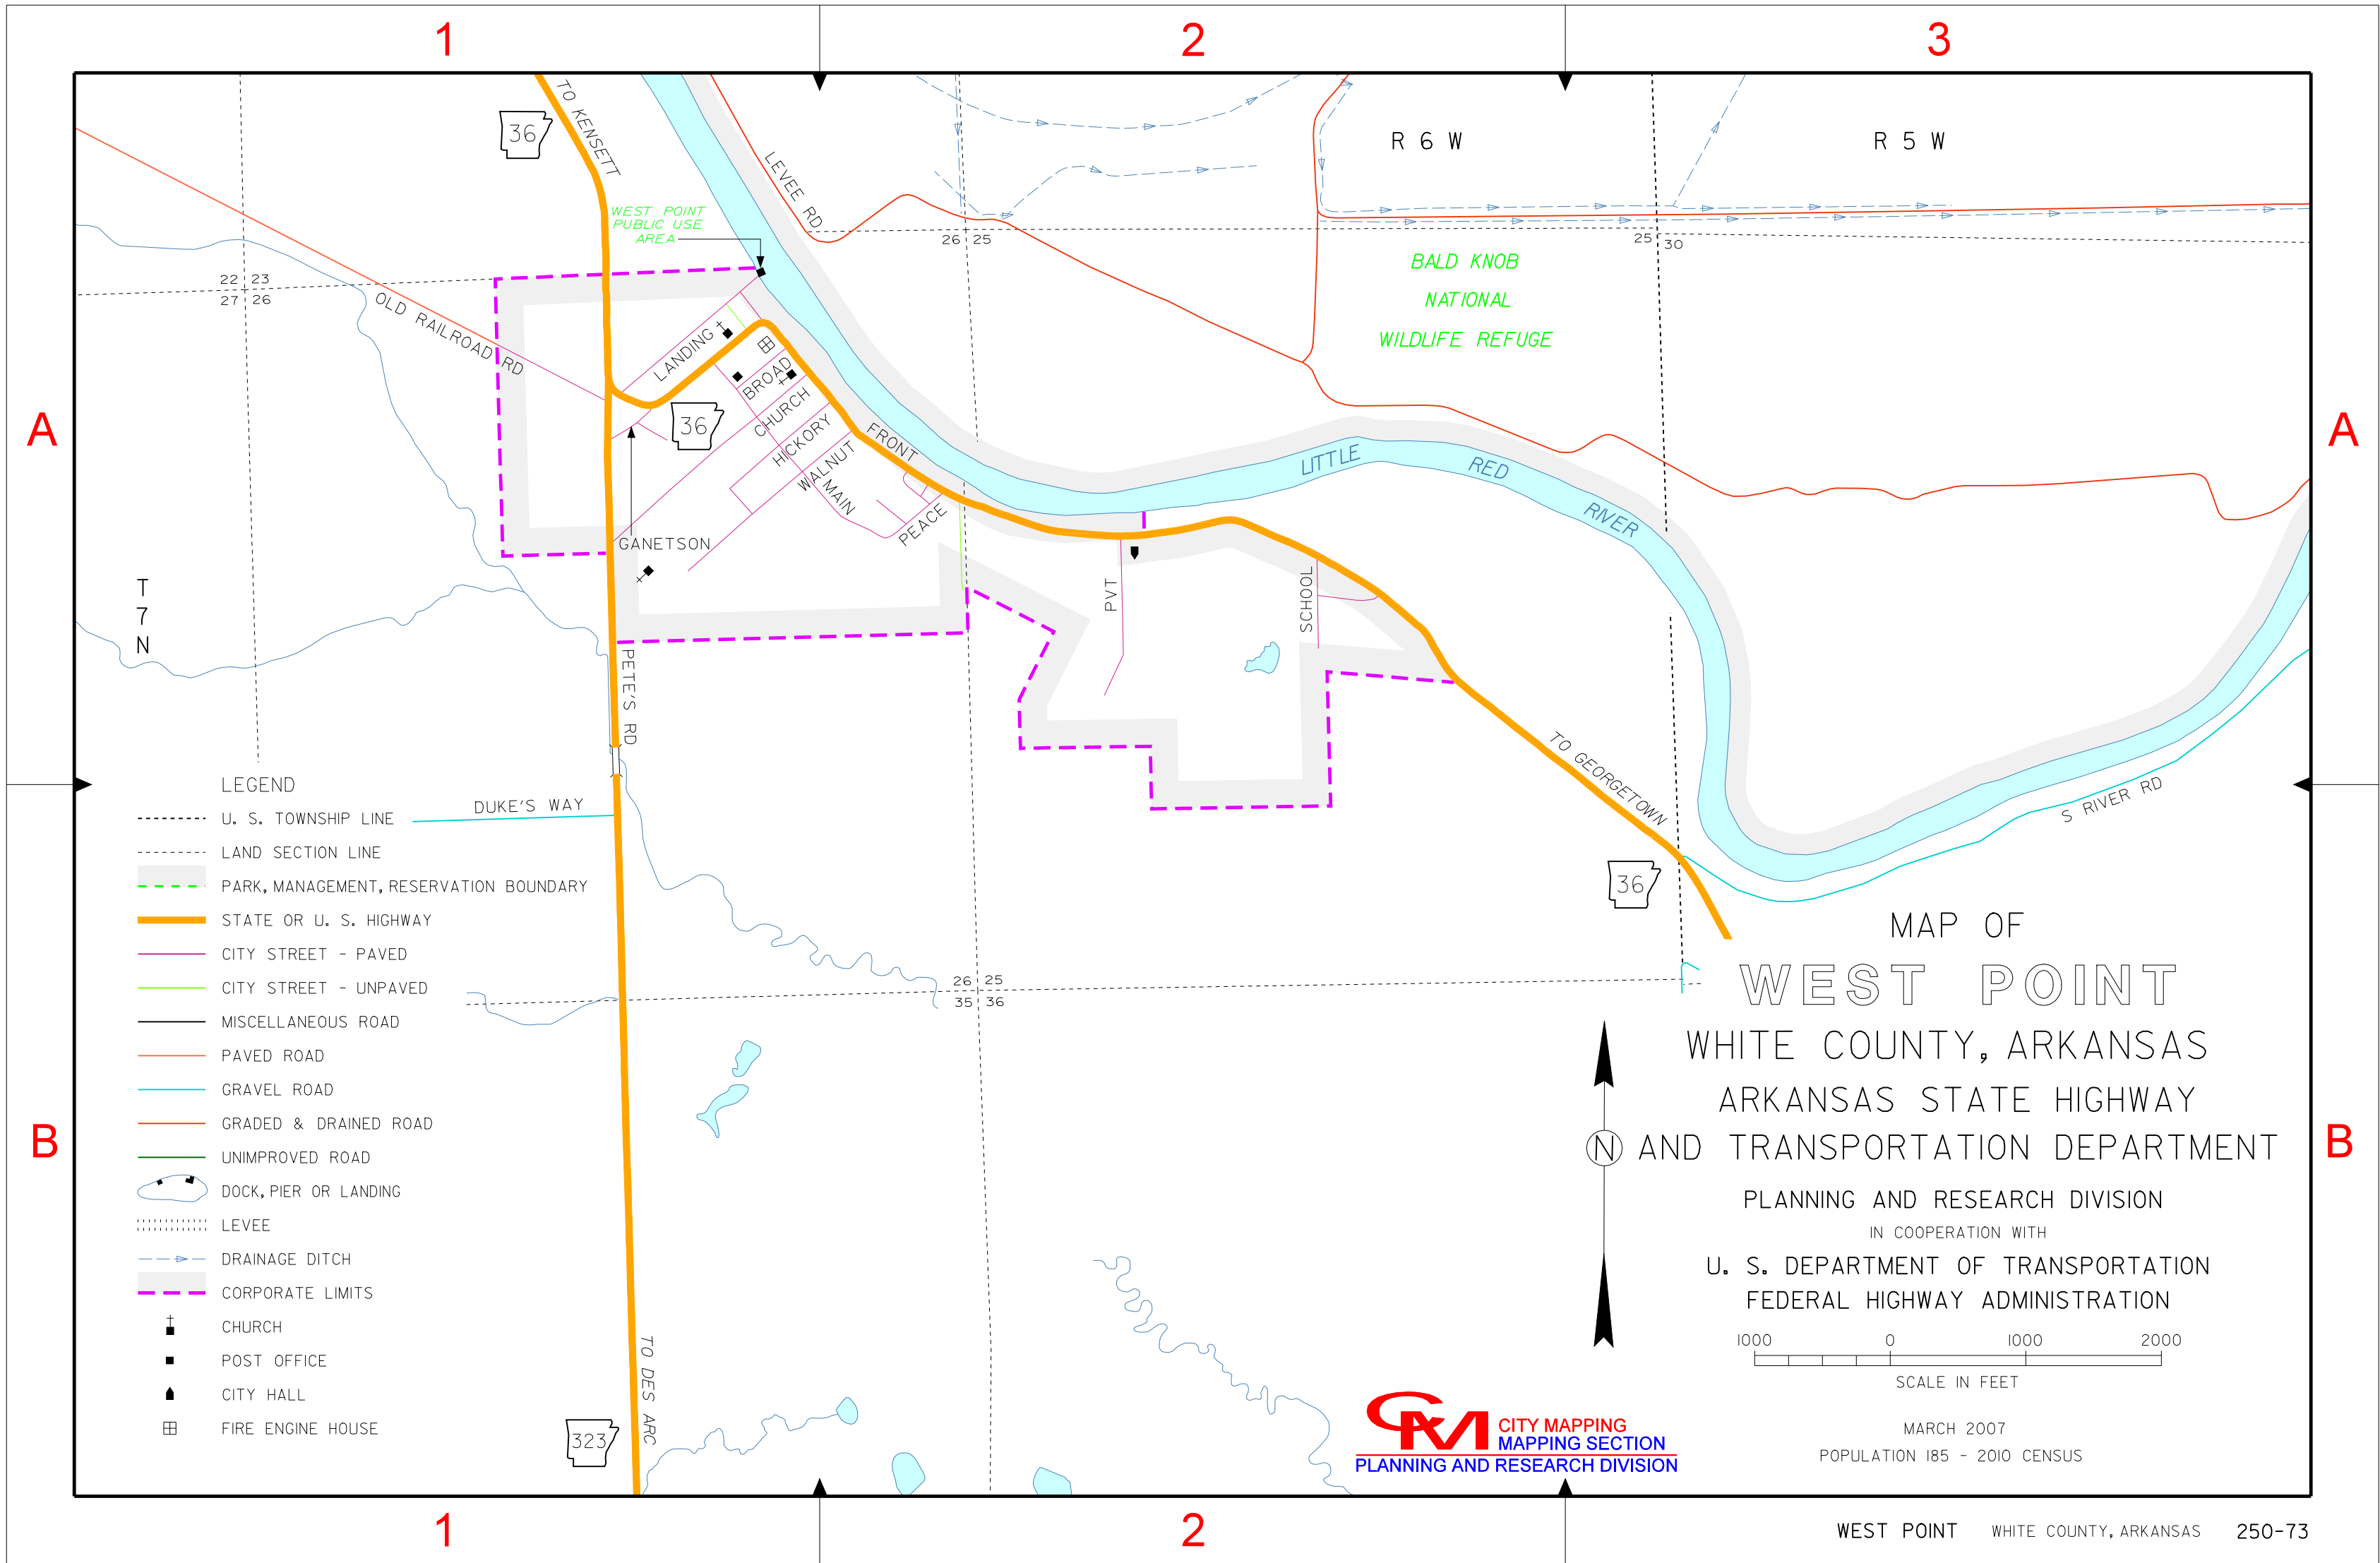 1
2
3
A
A
B
B
1
2
TO KENSETT
36
LEVEE RD
R 6 W
R 5 W
WEST POINT
PUBLIC USE
AREA
26 25
25
30
22 23
27 26
OLD RAILROAD RD
BALD KNOB
NATIONAL
WILDLIFE REFUGE
LANDING
BROAD
CHURCH
HICKORY
WALNUT
MAIN
FRONT
PEACE
36
GANETSON
LITTLE
RED
RIVER
T
7
N
PVT
SCHOOL
PETE'S RD
TO GEORGETOWN
S RIVER RD
DUKE'S WAY
36
26 25
35 36
TO DES ARC
323
LEGEND
U. S. TOWNSHIP LINE
LAND SECTION LINE
PARK, MANAGEMENT, RESERVATION BOUNDARY
STATE OR U. S. HIGHWAY
CITY STREET - PAVED
CITY STREET - UNPAVED
MISCELLANEOUS ROAD
PAVED ROAD
GRAVEL ROAD
GRADED & DRAINED ROAD
UNIMPROVED ROAD
DOCK, PIER OR LANDING
LEVEE
DRAINAGE DITCH
CORPORATE LIMITS
CHURCH
POST OFFICE
CITY HALL
FIRE ENGINE HOUSE
MAP OF
WEST POINT
WHITE COUNTY, ARKANSAS
ARKANSAS STATE HIGHWAY
AND TRANSPORTATION DEPARTMENT
N
PLANNING AND RESEARCH DIVISION
IN COOPERATION WITH
U. S. DEPARTMENT OF TRANSPORTATION
FEDERAL HIGHWAY ADMINISTRATION
1000 0 1000 2000
SCALE IN FEET
MARCH 2007
POPULATION 185 - 2010 CENSUS
CM
CITY MAPPING
MAPPING SECTION
PLANNING AND RESEARCH DIVISION
WEST POINT WHITE COUNTY, ARKANSAS 250-73